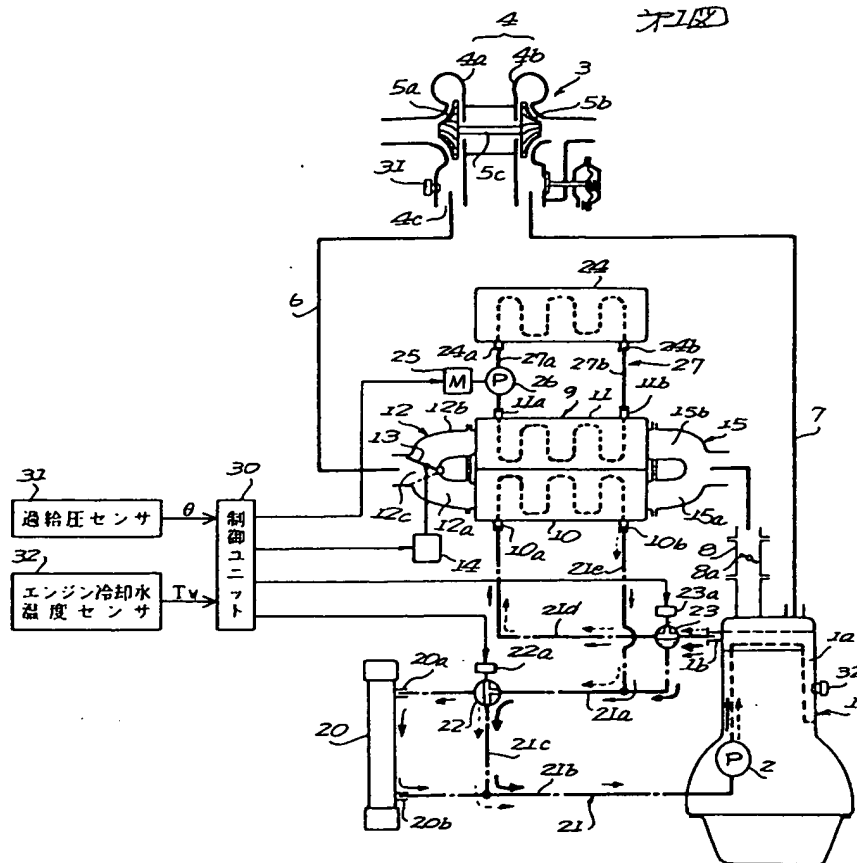 第1図
4
4a
4b
3
5a
5b
5c
31
4c
6
24
24a
24b
27a
27b
27
25
M
P
26
11a
9
11
11b
12
12b
13
15b
15
7
31
30
過給圧センサ
θ
制御ユニット
12c
12a
15a
8
8a
10a
10
10b
14
32
エンジン冷却水
温度センサ
Tw
21e
23a
23
21d
1a
1b
32
20a
22a
22
21a
1
20
21c
P
2
21b
20b
21